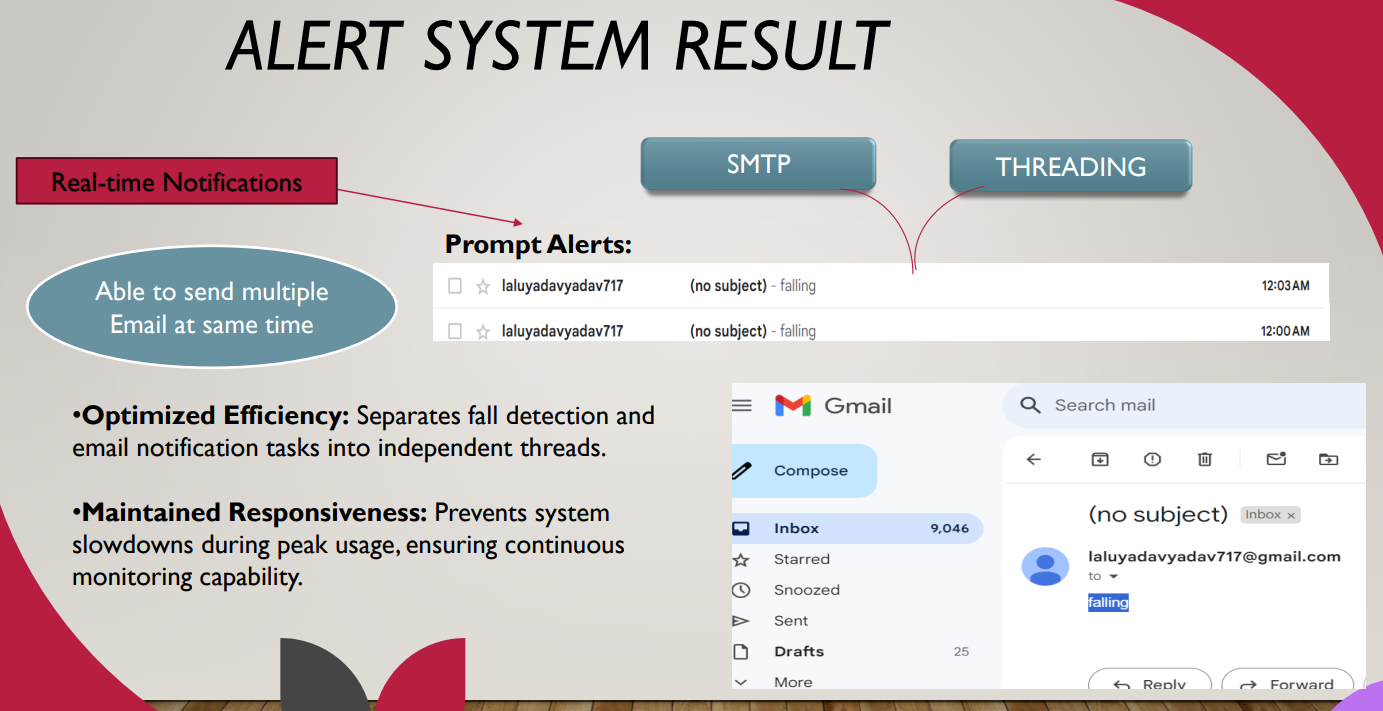 ALERT SYSTEM RESULT
SMTP
THREADING
Real-time Notifications
Prompt Alerts:
laluyadavyadav717 (no subject) - falling 12:03 AM
laluyadavyadav717 (no subject) - falling 12:00 AM
Able to send multiple
Email at same time
•Optimized Efficiency: Separates fall detection and
email notification tasks into independent threads.
•Maintained Responsiveness: Prevents system
slowdowns during peak usage, ensuring continuous
monitoring capability.
Gmail
Search mail
Compose
Inbox 9,046
Starred
Snoozed
Sent
Drafts 25
More
(no subject) Inbox ×
laluyadavyadav717@gmail.com
to
falling
Reply
Forward